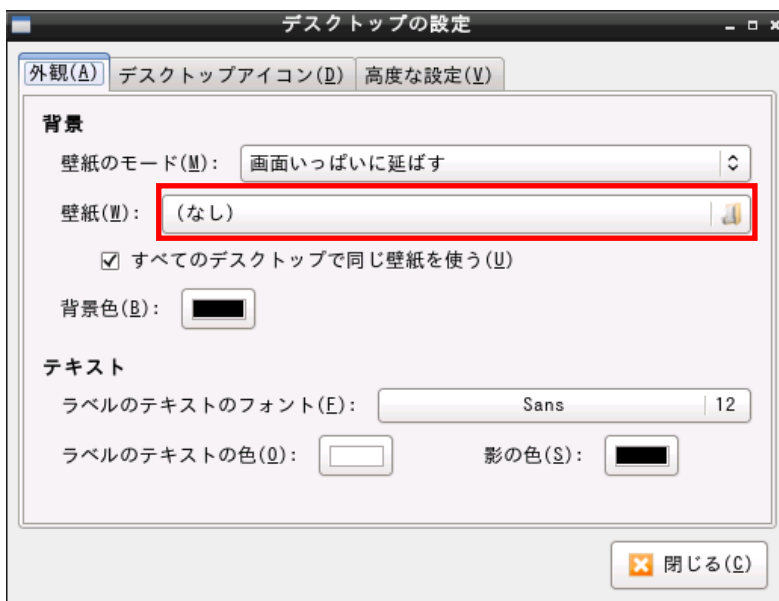 デスクトップの設定
外観(A) デスクトップアイコン(D) 高度な設定(V)
背景
壁紙のモード(M): 画面いっぱいに延ばす
壁紙(W): (なし)
すべてのデスクトップで同じ壁紙を使う(U)
背景色(B):
テキスト
ラベルのテキストのフォント(F): Sans 12
ラベルのテキストの色(O): 影の色(S):
閉じる(C)